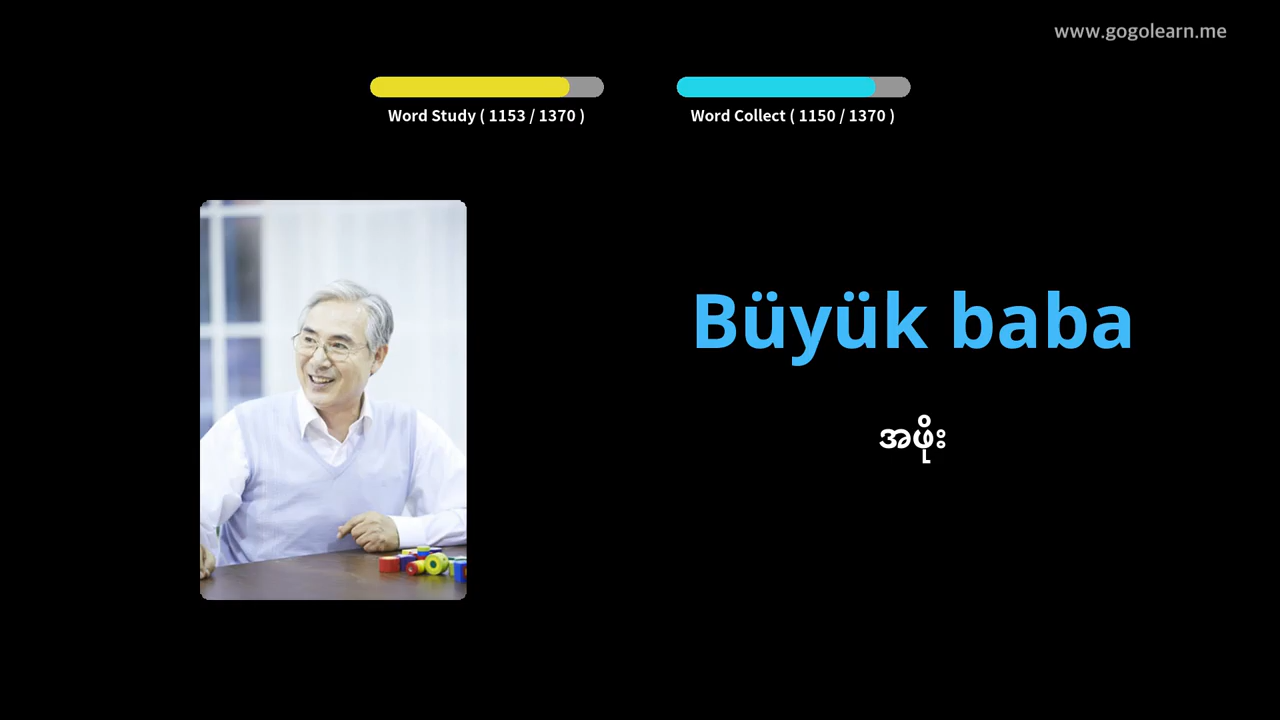 www.gogolearn.me
Word Study ( 1153 / 1370 )
Word Collect ( 1150 / 1370 )
Büyük baba
အဖိုး